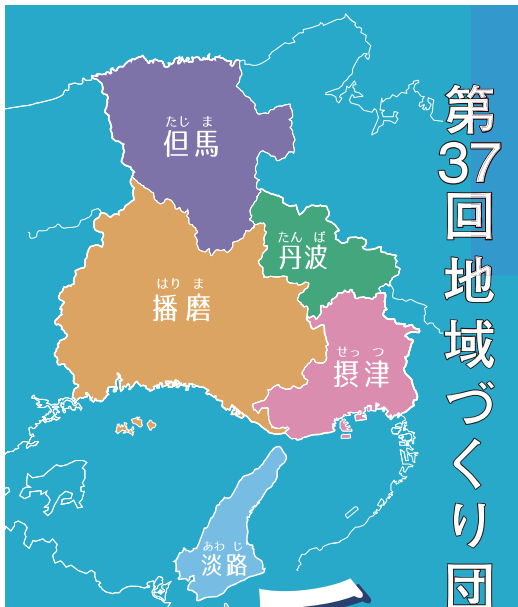 第37回 地域づくり団
たじま
但馬
たんば
丹波
はりま
播磨
せっつ
摂津
あわじ
淡路